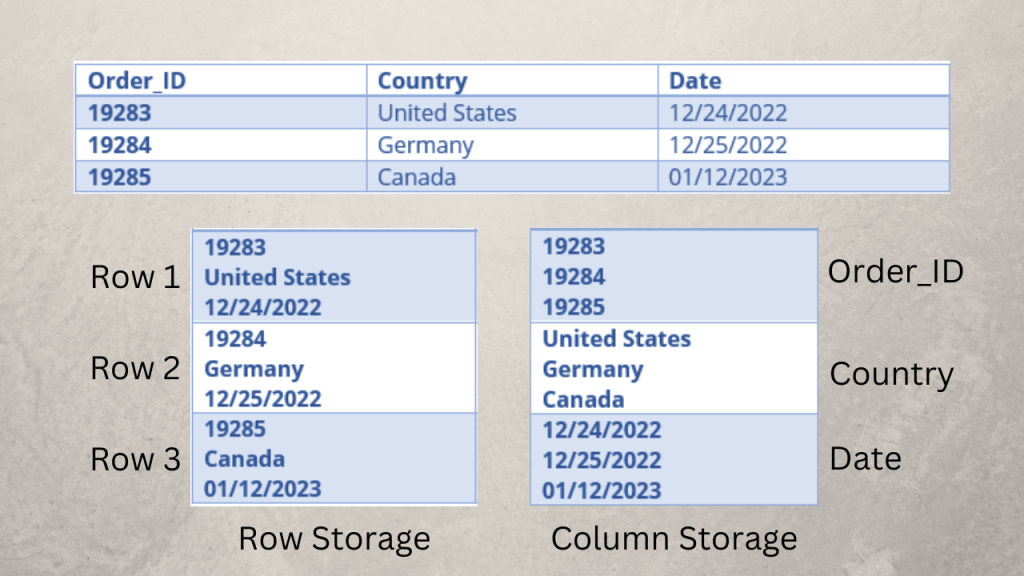 Order_ID Country Date
19283 United States 12/24/2022
19284 Germany 12/25/2022
19285 Canada 01/12/2023
Row 1
19283
United States
12/24/2022
Row 2
19284
Germany
12/25/2022
Row 3
19285
Canada
01/12/2023
Row Storage
19283
19284
19285
Order_ID
United States
Germany
Canada
Country
12/24/2022
12/25/2022
01/12/2023
Date
Column Storage